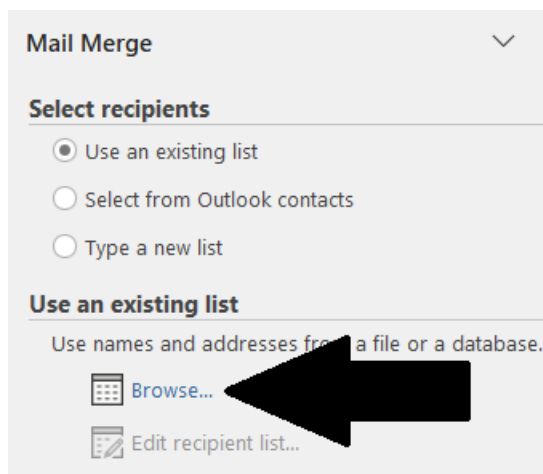 Mail Merge
Select recipients
Use an existing list
Select from Outlook contacts
Type a new list
Use an existing list
Use names and addresses from a file or a database.
Browse...
Edit recipient list...